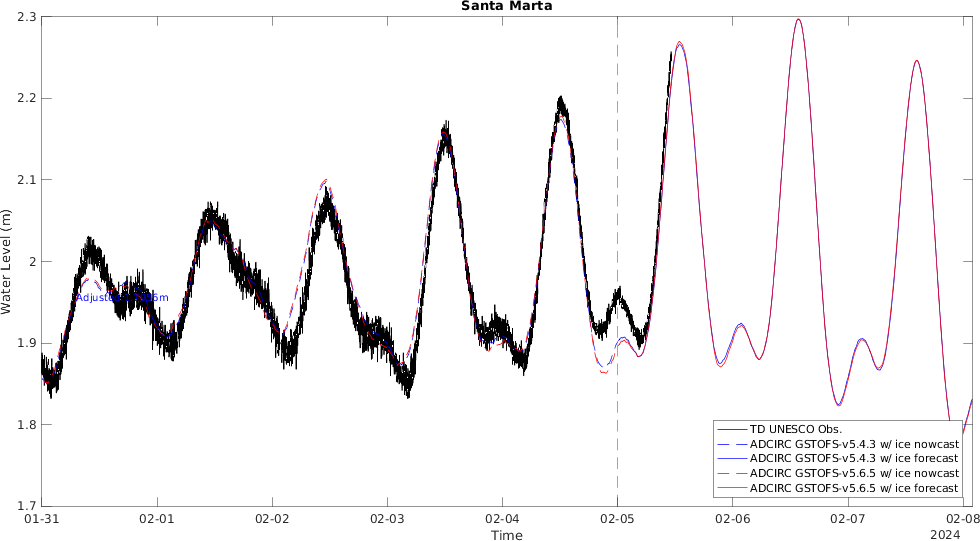 Santa Marta
Water Level (m)
2.3
2.2
2.1
2
1.9
1.8
1.7
TD UNESCO Obs.
ADCIRC GSTOFS-v5.4.3 w/ ice nowcast
ADCIRC GSTOFS-v5.4.3 w/ ice forecast
ADCIRC GSTOFS-v5.6.5 w/ ice nowcast
ADCIRC GSTOFS-v5.6.5 w/ ice forecast
01-31 02-01 02-02 02-03 02-04 02-05 02-06 02-07 02-08
Time
2024